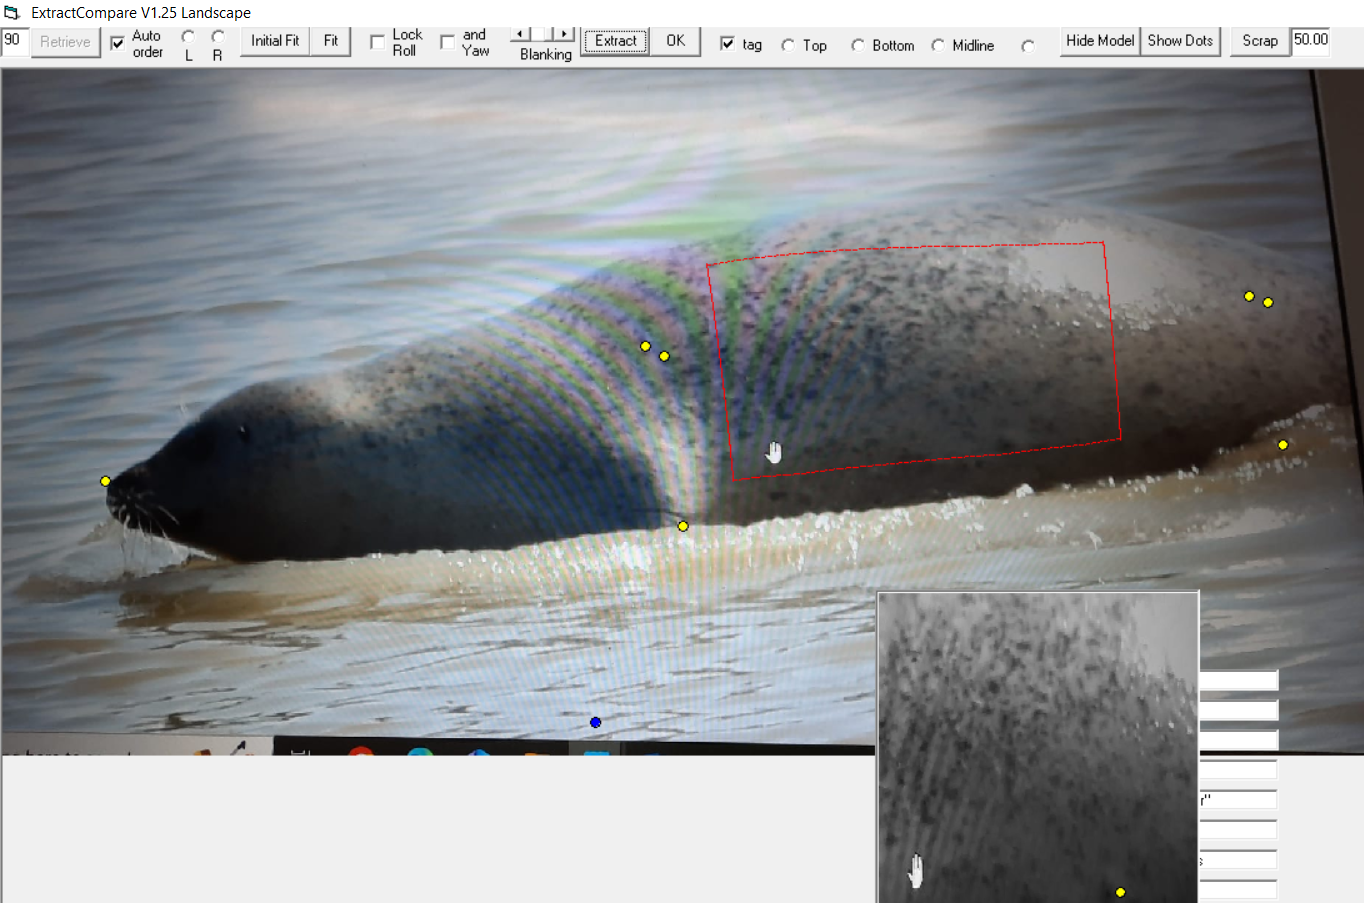 ExtractCompare V1.25 Landscape
90 Retrieve Auto order L R Initial Fit Fit Lock Roll and Yaw Blanking Extract OK tag Top Bottom Midline Hide Model Show Dots Scrap 50.00
r"
s